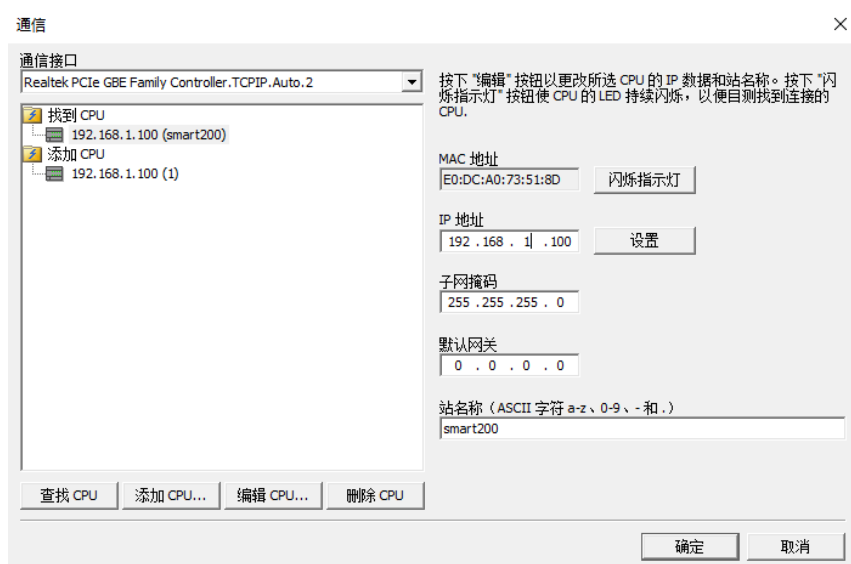 通信
通信接口
Realtek PCIe GBE Family Controller.TCPIP.Auto.2
找到 CPU
192.168.1.100 (smart200)
添加 CPU
192.168.1.100 (1)
查找 CPU
添加 CPU...
编辑 CPU...
删除 CPU
按下 "编辑" 按钮以更改所选 CPU 的 IP 数据和站名称。按下 "闪
烁指示灯" 按钮使 CPU 的 LED 持续闪烁，以便目测找到连接的
CPU.
MAC 地址
E0:DC:A0:73:51:8D
闪烁指示灯
IP 地址
192 . 168 . 1 . 100
设置
子网掩码
255 . 255 . 255 . 0
默认网关
0 . 0 . 0 . 0
站名称（ASCII 字符 a-z、0-9、- 和 .）
smart200
确定
取消